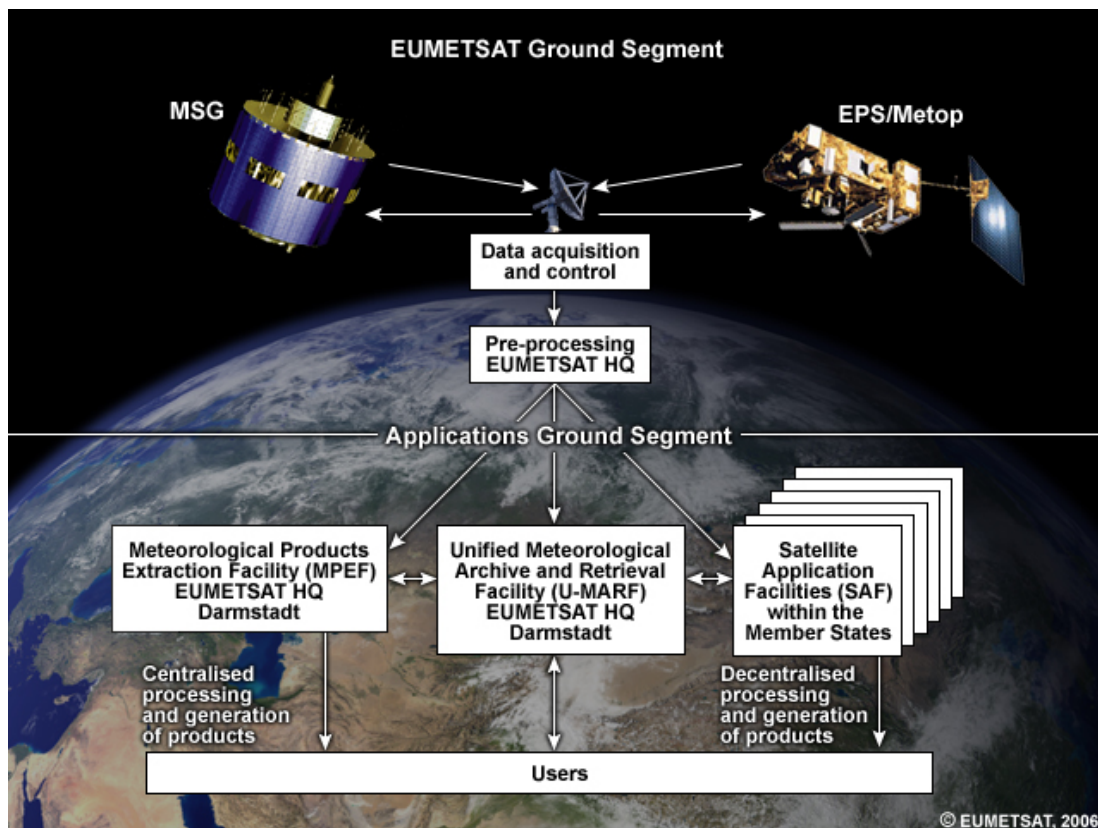 EUMETSAT Ground Segment
MSG
EPS/Metop
Data acquisition
and control
Pre-processing
EUMETSAT HQ
Applications Ground Segment
Meteorological Products
Extraction Facility (MPEF)
EUMETSAT HQ
Darmstadt
Unified Meteorological
Archive and Retrieval
Facility (U-MARF)
EUMETSAT HQ
Darmstadt
Satellite
Application
Facilities (SAF)
within the
Member States
Centralised
processing
and generation
of products
Decentralised
processing
and generation
of products
Users
© EUMETSAT, 2006